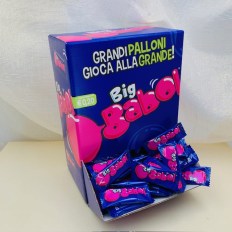 GRANDI PALLONI
GIOCA ALLA GRANDE!
Big
Babol